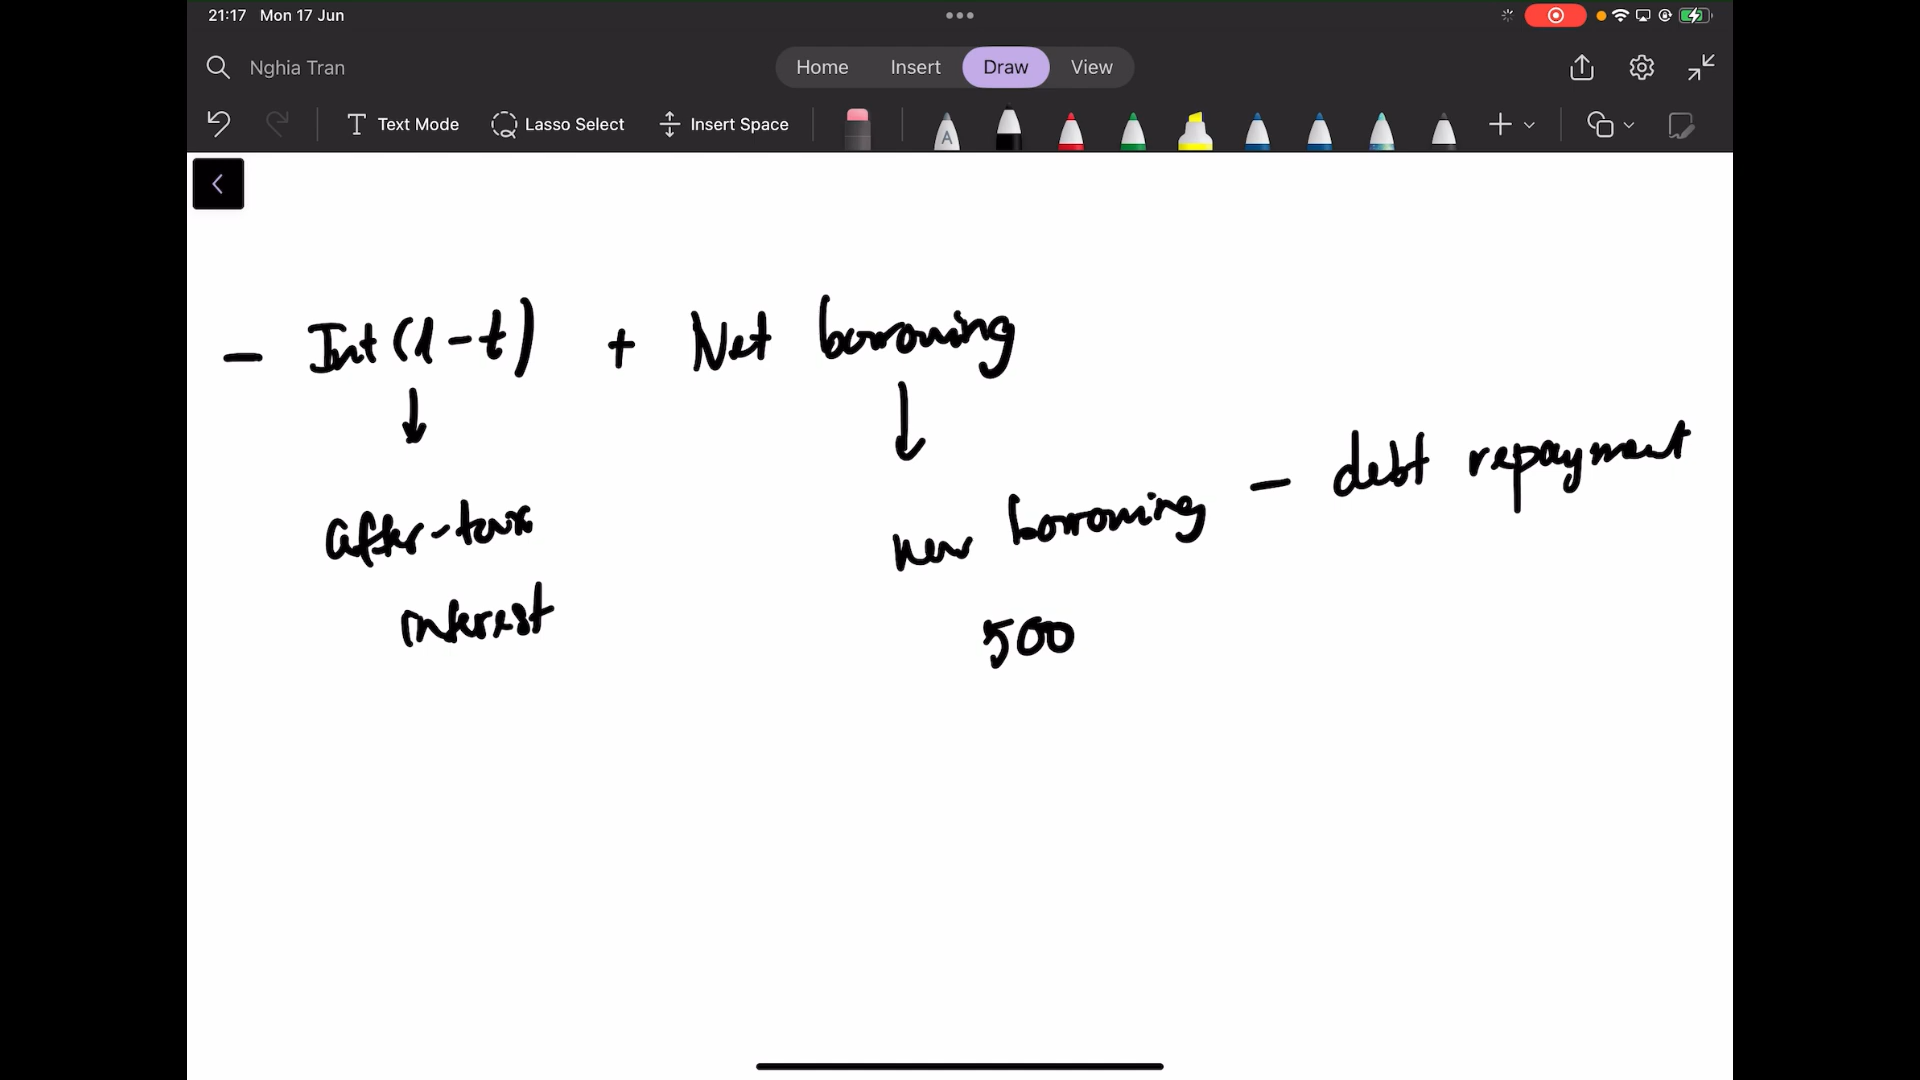 21:17 Mon 17 Jun
Nghia Tran
Home Insert Draw View
Text Mode Lasso Select Insert Space
A
- Int(1-t) + Net borrowing
after-tax
interest
new borrowing - debt repayment
500